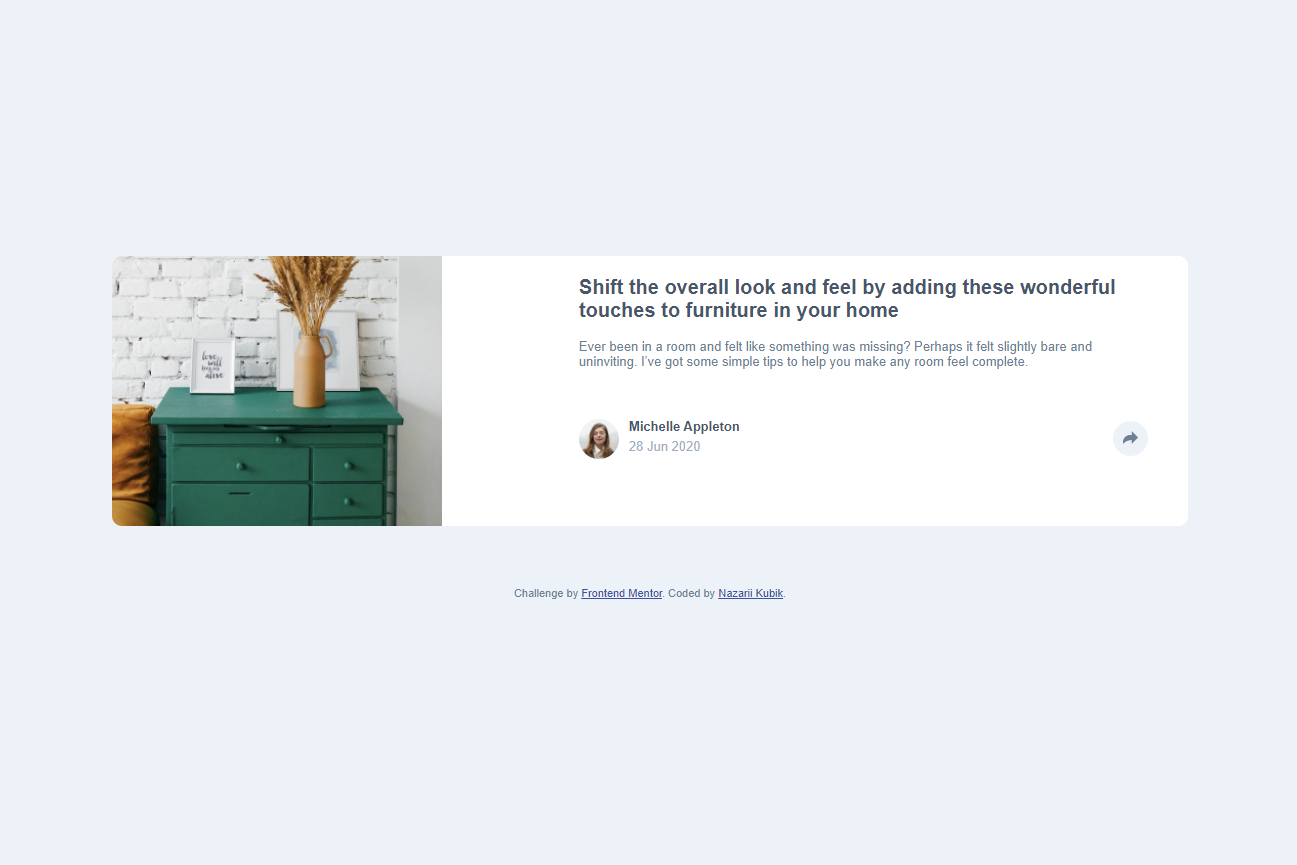 love
will
keep us
alive
Shift the overall look and feel by adding these wonderful
touches to furniture in your home
Ever been in a room and felt like something was missing? Perhaps it felt slightly bare and
uninviting. I’ve got some simple tips to help you make any room feel complete.
Michelle Appleton
28 Jun 2020
Challenge by Frontend Mentor. Coded by Nazarii Kubik.